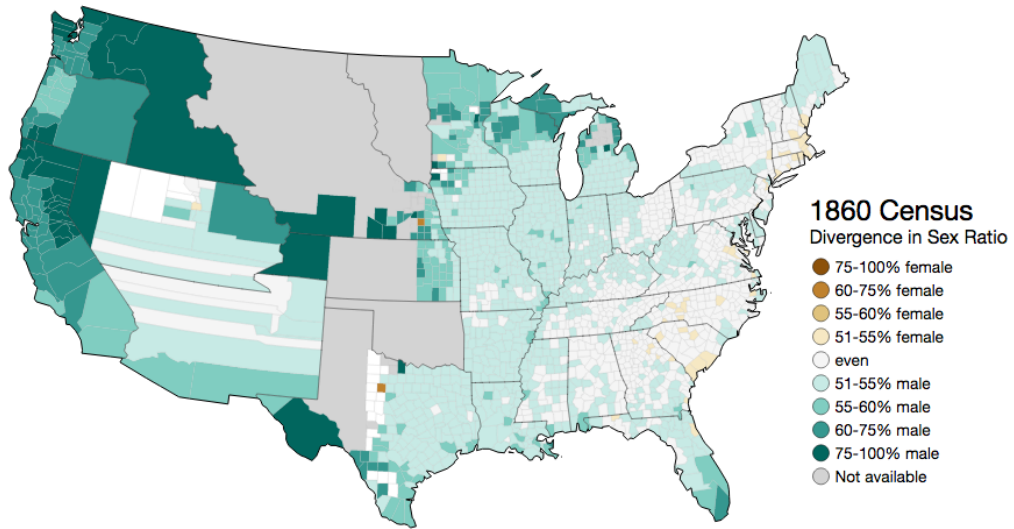 1860 Census
Divergence in Sex Ratio
75-100% female
60-75% female
55-60% female
51-55% female
even
51-55% male
55-60% male
60-75% male
75-100% male
Not available